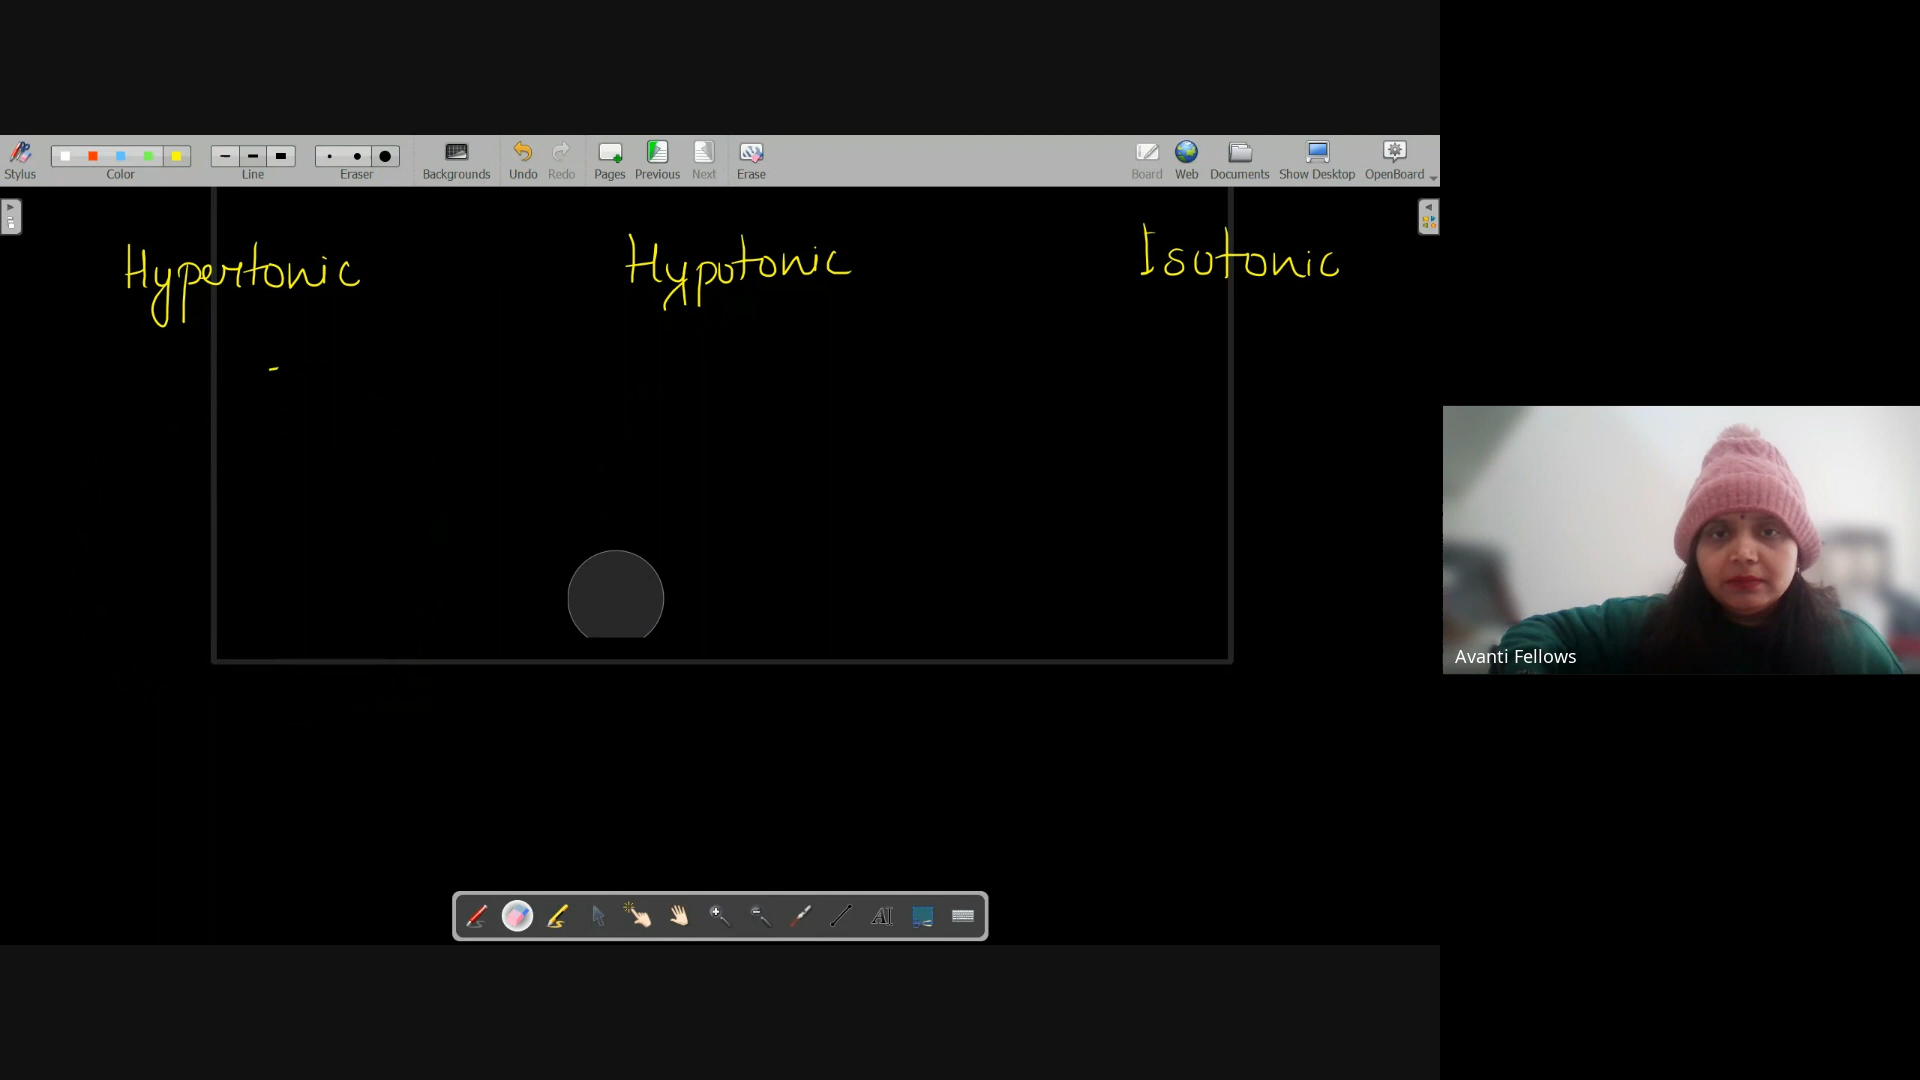 Stylus Color Line Eraser Backgrounds Undo Redo Pages Previous Next Erase Board Web Documents Show Desktop OpenBoard
Hypertonic Hypotonic Isotonic
Avanti Fellows